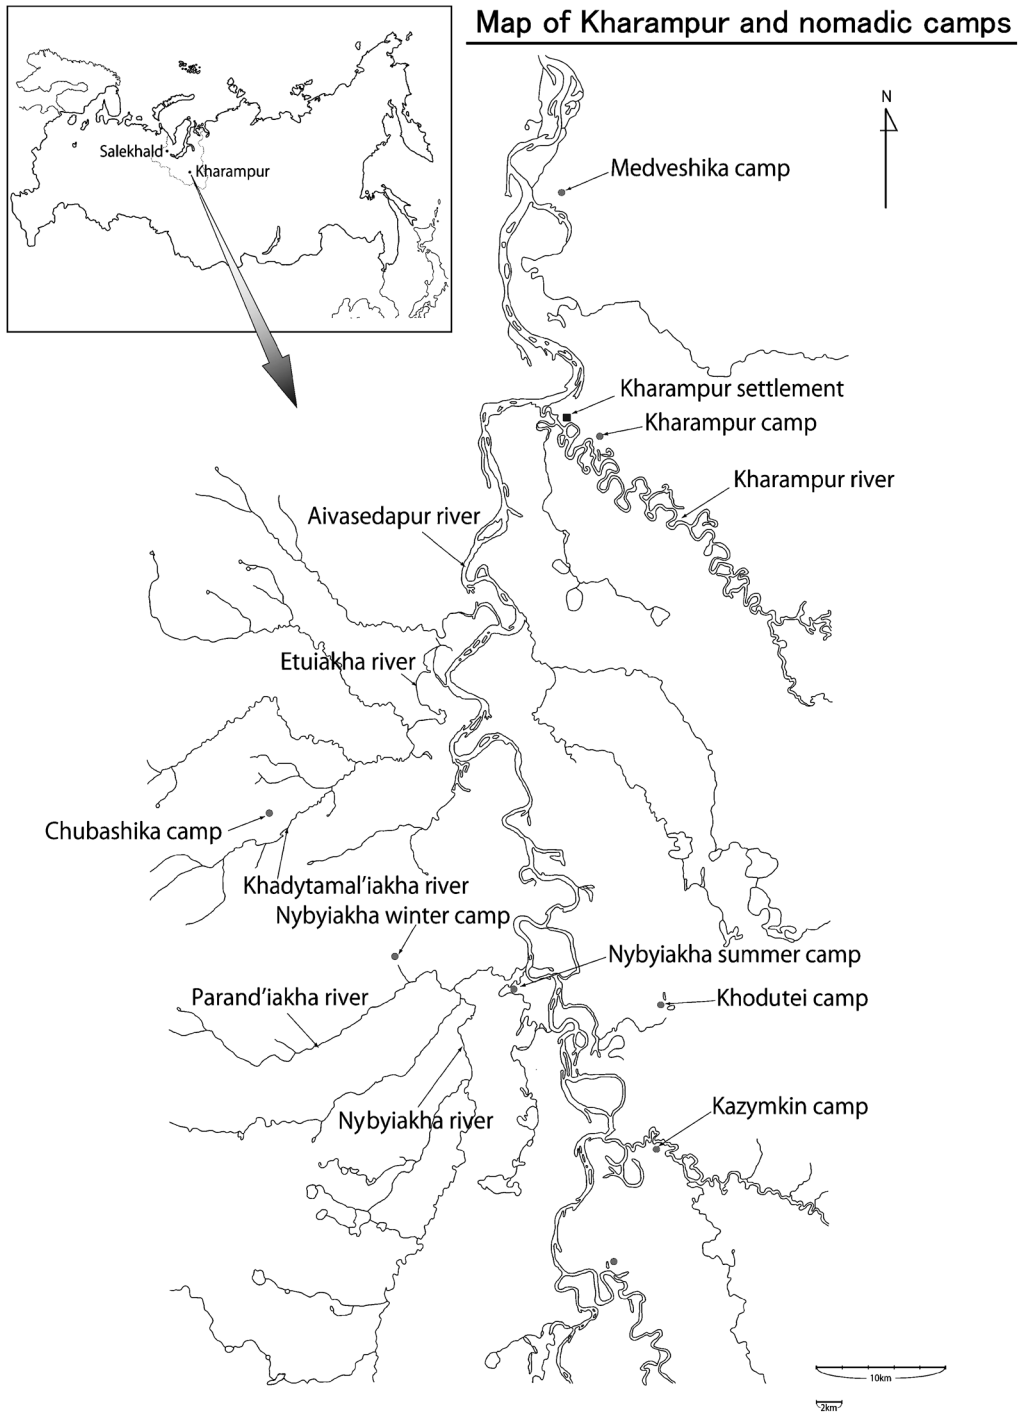 Map of Kharampur and nomadic camps
Salekhald
Kharampur
N
Medveshika camp
Kharampur settlement
Kharampur camp
Kharampur river
Aivasedapur river
Etuiakha river
Chubashika camp
Khadytamal'iakha river
Nybyiakha winter camp
Nybyiakha summer camp
Parand'iakha river
Khodutei camp
Kazymkin camp
Nybyiakha river
10km
2km